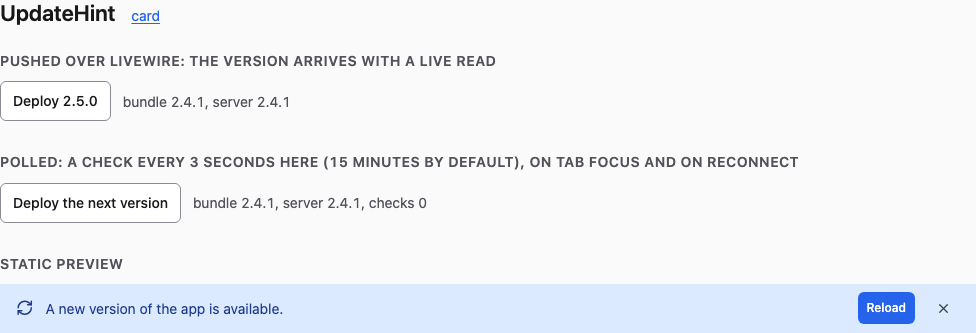 UpdateHint card
PUSHED OVER LIVEWIRE: THE VERSION ARRIVES WITH A LIVE READ
Deploy 2.5.0 bundle 2.4.1, server 2.4.1
POLLED: A CHECK EVERY 3 SECONDS HERE (15 MINUTES BY DEFAULT), ON TAB FOCUS AND ON RECONNECT
Deploy the next version bundle 2.4.1, server 2.4.1, checks 0
STATIC PREVIEW
A new version of the app is available. Reload